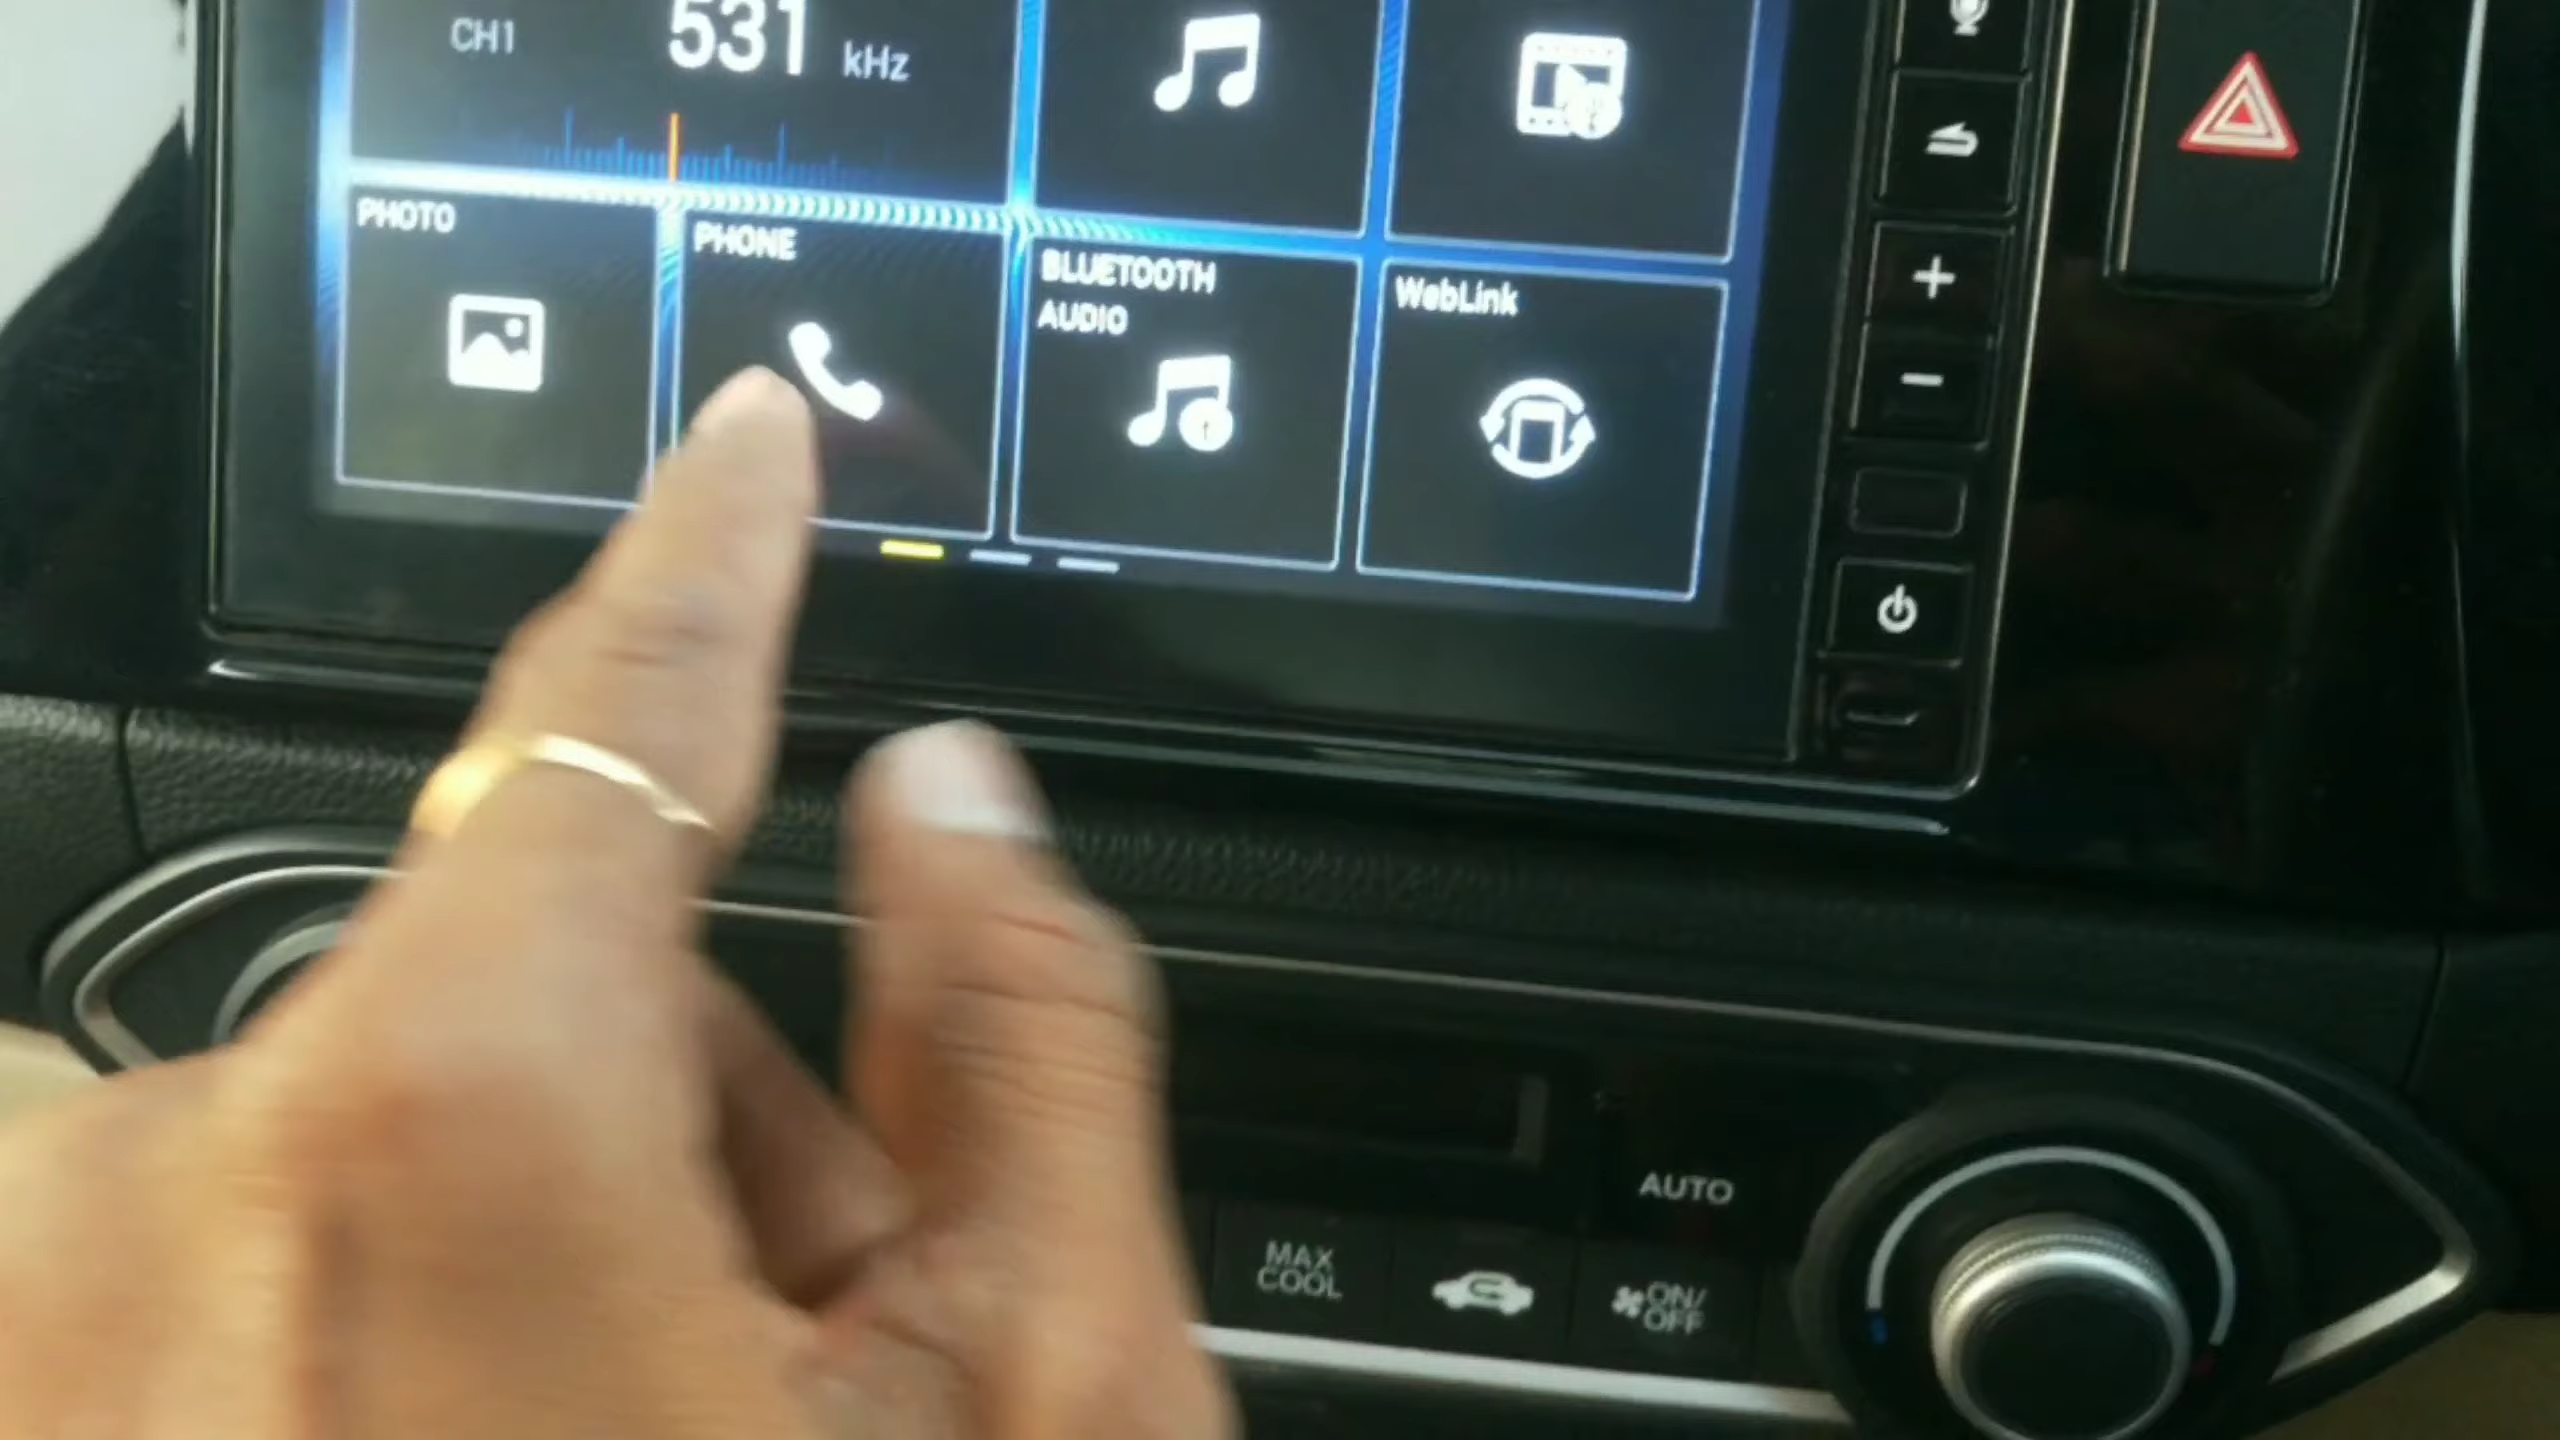 CH1 531 kHz
PHOTO
PHONE
BLUETOOTH
AUDIO
WebLink
AUTO
MAX
COOL
ON/
OFF